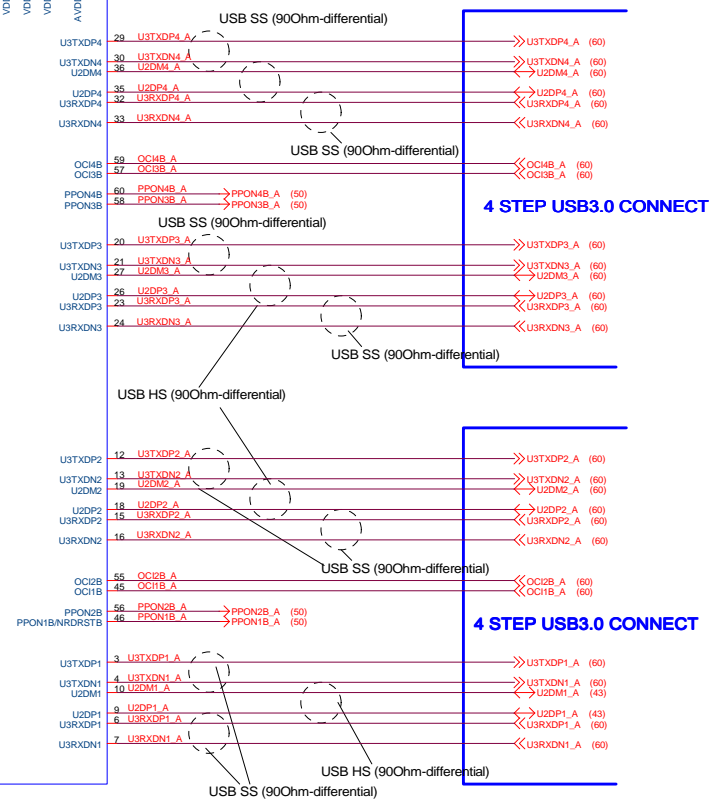 VDD
VDD
VDD
AVDD
USB SS (90Ohm-differential)
U3TXDP4 29 U3TXDP4_A U3TXDP4_A (60)
U3TXDN4 30 U3TXDN4_A U3TXDN4_A (60)
U2DM4 36 U2DM4_A U2DM4_A (60)
U2DP4 35 U2DP4_A U2DP4_A (60)
U3RXDP4 32 U3RXDP4_A U3RXDP4_A (60)
U3RXDN4 33 U3RXDN4_A U3RXDN4_A (60)
USB SS (90Ohm-differential)
OCI4B 59 OCI4B_A OCI4B_A (60)
OCI3B 57 OCI3B_A OCI3B_A (60)
PPON4B 60 PPON4B_A PPON4B_A (50)
PPON3B 58 PPON3B_A PPON3B_A (50)
4 STEP USB3.0 CONNECT
USB SS (90Ohm-differential)
U3TXDP3 20 U3TXDP3_A U3TXDP3_A (60)
U3TXDN3 21 U3TXDN3_A U3TXDN3_A (60)
U2DM3 27 U2DM3_A U2DM3_A (60)
U2DP3 26 U2DP3_A U2DP3_A (60)
U3RXDP3 23 U3RXDP3_A U3RXDP3_A (60)
U3RXDN3 24 U3RXDN3_A U3RXDN3_A (60)
USB SS (90Ohm-differential)
USB HS (90Ohm-differential)
U3TXDP2 12 U3TXDP2_A U3TXDP2_A (60)
U3TXDN2 13 U3TXDN2_A U3TXDN2_A (60)
U2DM2 19 U2DM2_A U2DM2_A (60)
U2DP2 18 U2DP2_A U2DP2_A (60)
U3RXDP2 15 U3RXDP2_A U3RXDP2_A (60)
U3RXDN2 16 U3RXDN2_A U3RXDN2_A (60)
USB SS (90Ohm-differential)
OCI2B 55 OCI2B_A OCI2B_A (60)
OCI1B 45 OCI1B_A OCI1B_A (60)
PPON2B 56 PPON2B_A PPON2B_A (50)
PPON1B/NRDRSTB 46 PPON1B_A PPON1B_A (50)
4 STEP USB3.0 CONNECT
U3TXDP1 3 U3TXDP1_A U3TXDP1_A (60)
U3TXDN1 4 U3TXDN1_A U3TXDN1_A (60)
U2DM1 10 U2DM1_A U2DM1_A (43)
U2DP1 9 U2DP1_A U2DP1_A (43)
U3RXDP1 6 U3RXDP1_A U3RXDP1_A (60)
U3RXDN1 7 U3RXDN1_A U3RXDN1_A (60)
USB HS (90Ohm-differential)
USB SS (90Ohm-differential)